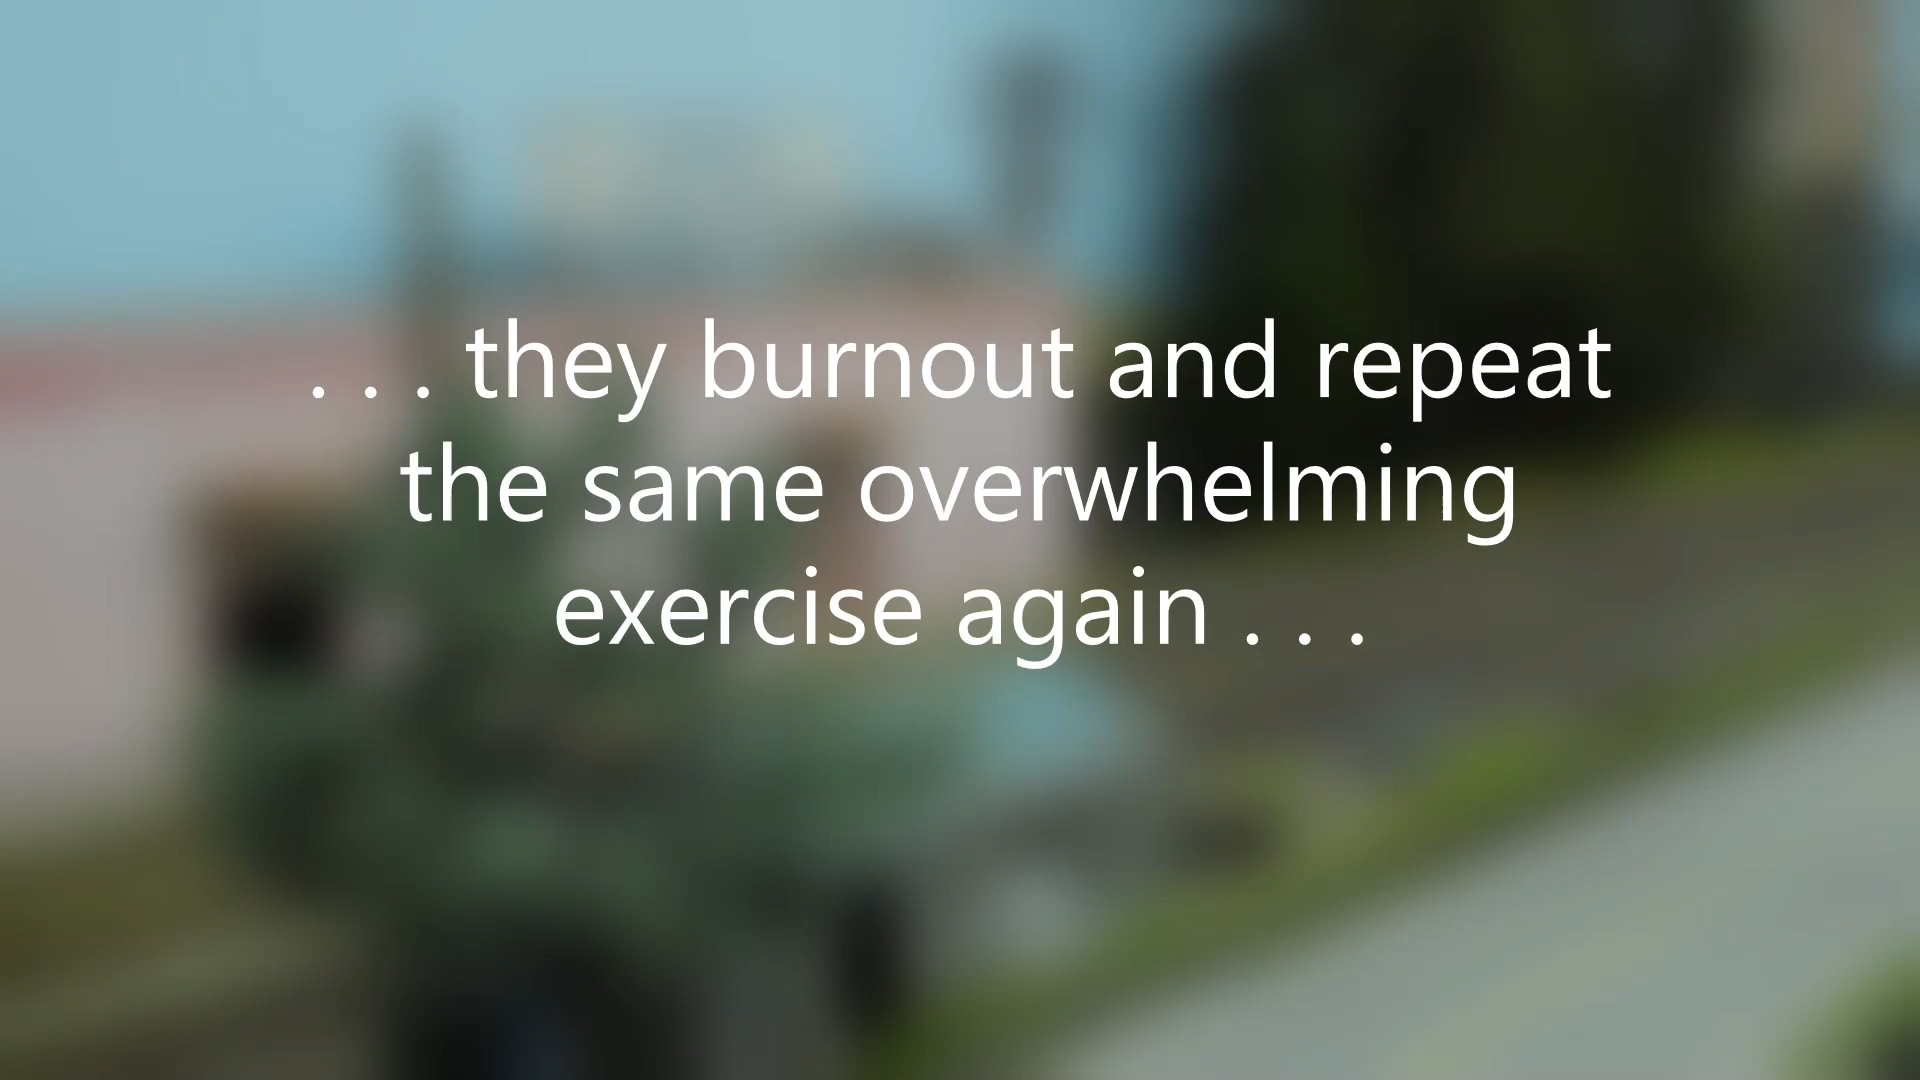 . . . they burnout and repeat
the same overwhelming
exercise again . . .